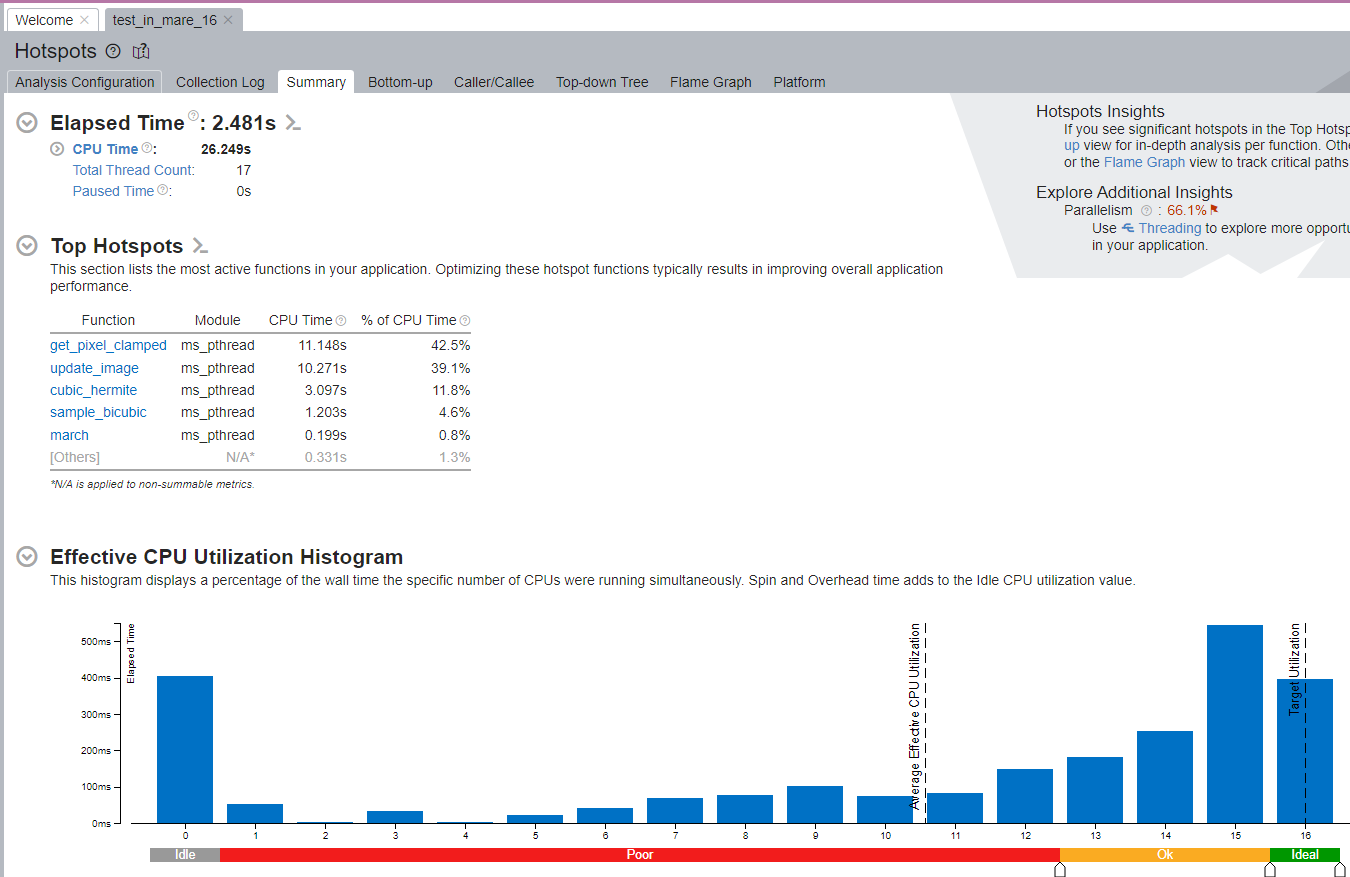 Welcome
test_in_mare_16
Hotspots
Analysis Configuration Collection Log Summary Bottom-up Caller/Callee Top-down Tree Flame Graph Platform
Elapsed Time : 2.481s
CPU Time : 26.249s
Total Thread Count: 17
Paused Time : 0s
Hotspots Insights
If you see significant hotspots in the Top
up view for in-depth analysis per function.
or the Flame Graph view to track critical paths
Explore Additional Insights
Parallelism : 66.1%
Use Threading to explore more
in your application.
Top Hotspots
This section lists the most active functions in your application. Optimizing these hotspot functions typically results in improving overall application
performance.
Function Module CPU Time % of CPU Time
get_pixel_clamped ms_pthread 11.148s 42.5%
update_image ms_pthread 10.271s 39.1%
cubic_hermite ms_pthread 3.097s 11.8%
sample_bicubic ms_pthread 1.203s 4.6%
march ms_pthread 0.199s 0.8%
[Others] N/A* 0.331s 1.3%
*N/A is applied to non-summable metrics.
Effective CPU Utilization Histogram
This histogram displays a percentage of the wall time the specific number of CPUs were running simultaneously. Spin and Overhead time adds to the Idle CPU utilization value.
Elapsed Time
500ms
400ms
300ms
200ms
100ms
0ms
Average Effective CPU Utilization
Target Utilization
0 1 2 3 4 5 6 7 8 9 10 11 12 13 14 15 16
Idle Poor Ok Ideal